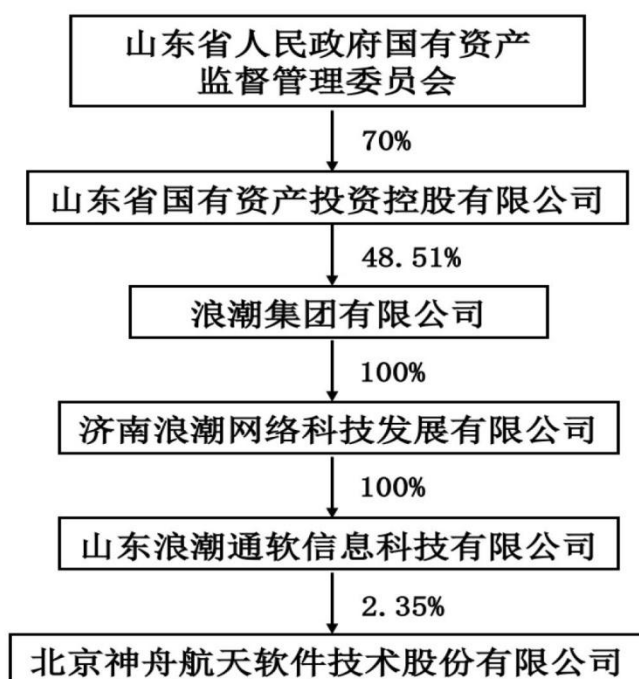 山东省人民政府国有资产
监督管理委员会
70%
山东省国有资产投资控股有限公司
48.51%
浪潮集团有限公司
100%
济南浪潮网络科技发展有限公司
100%
山东浪潮通软信息科技有限公司
2.35%
北京神舟航天软件技术股份有限公司